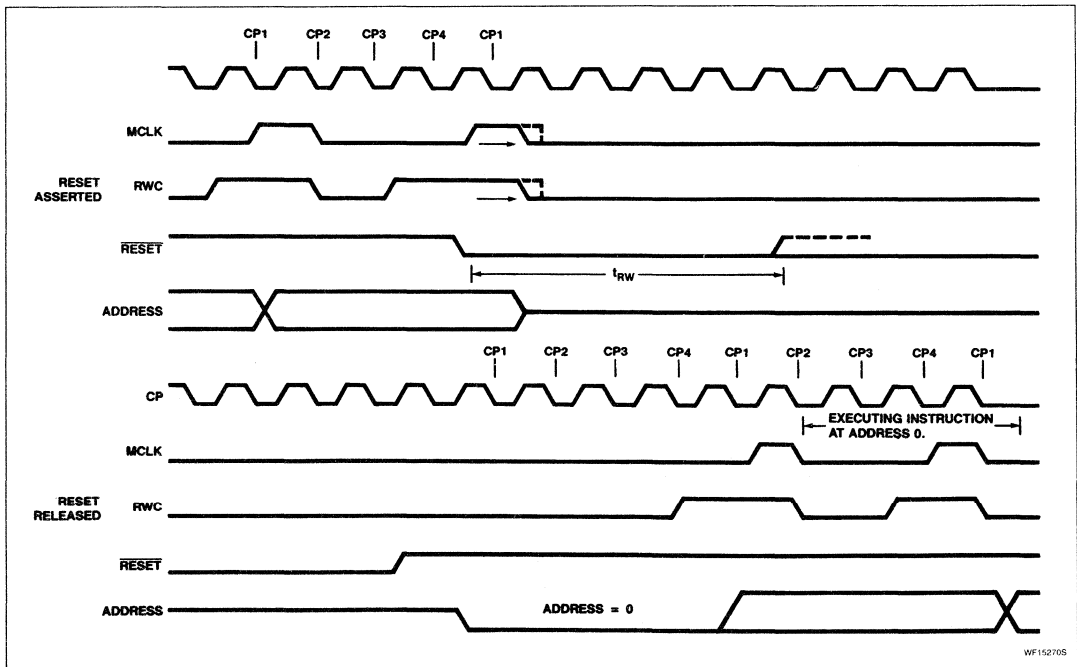 CP1 CP2 CP3 CP4 CP1
MCLK
RESET ASSERTED
RWC
RESET
tRW
ADDRESS
CP1 CP2 CP3 CP4 CP1 CP2 CP3 CP4 CP1
CP
EXECUTING INSTRUCTION
AT ADDRESS 0.
MCLK
RESET RELEASED
RWC
RESET
ADDRESS
ADDRESS = 0
WF15270S